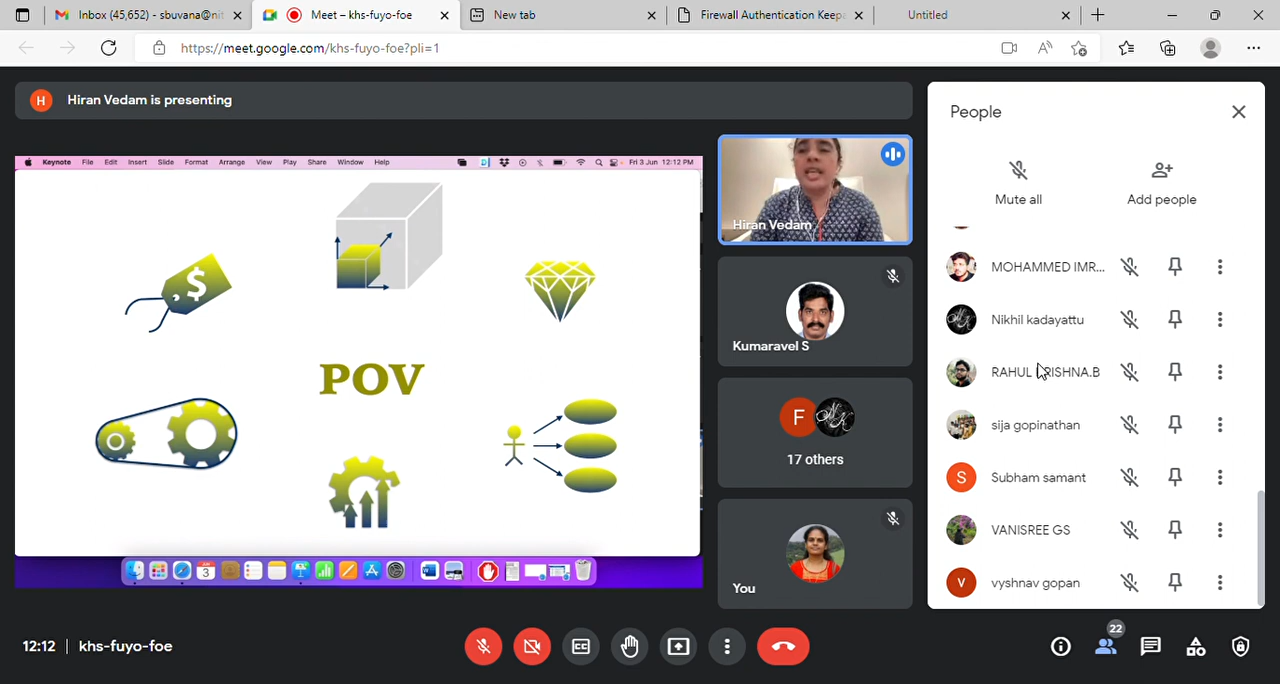 Inbox (45,652) - sbuvana@nit
Meet – khs-fuyo-foe
New tab
Firewall Authentication Keepa
Untitled
https://meet.google.com/khs-fuyo-foe?pli=1
H Hiran Vedam is presenting
Keynote File Edit Insert Slide Format Arrange View Play Share Window Help Fri 3 Jun 12:12 PM
$
POV
JUN
3
Hiran Vedam
Kumaravel S
F
17 others
You
People
Mute all
Add people
MOHAMMED IMR...
Nikhil kadayattu
RAHUL KRISHNA.B
sija gopinathan
S Subham samant
VANISREE GS
V vyshnav gopan
12:12 | khs-fuyo-foe
CC
22